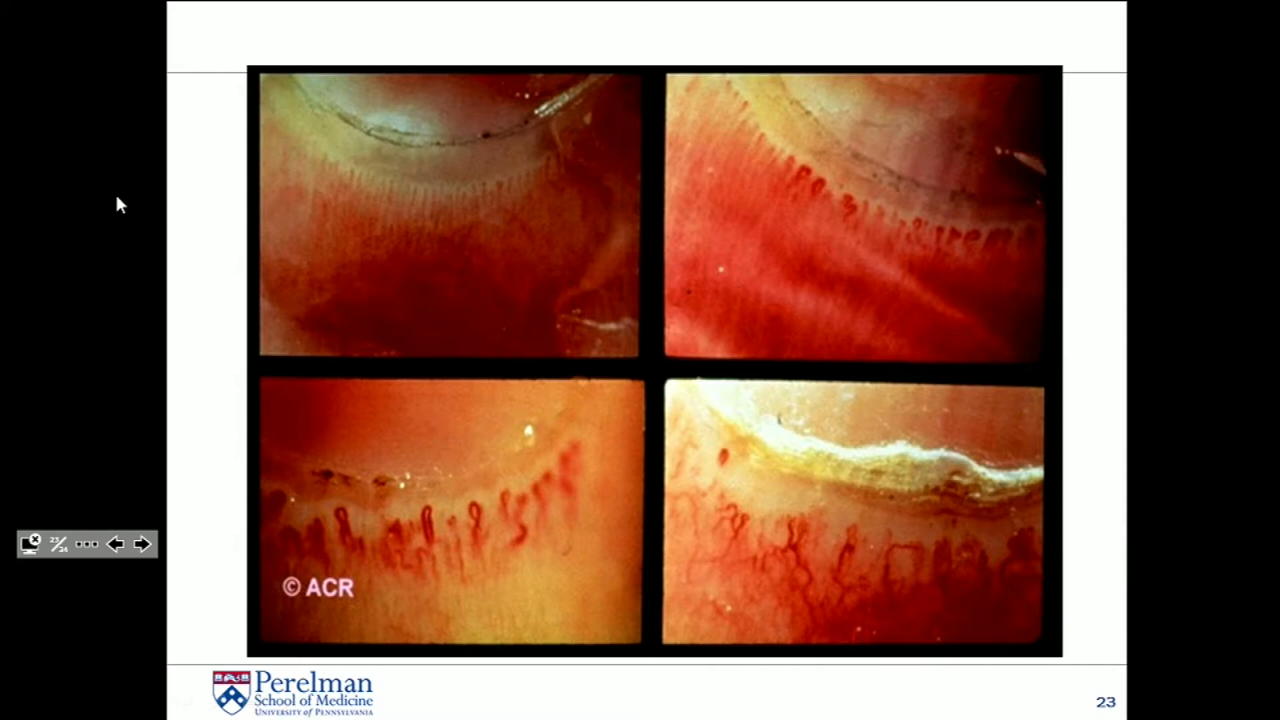 © ACR
Perelman
School of Medicine
UNIVERSITY of PENNSYLVANIA
23